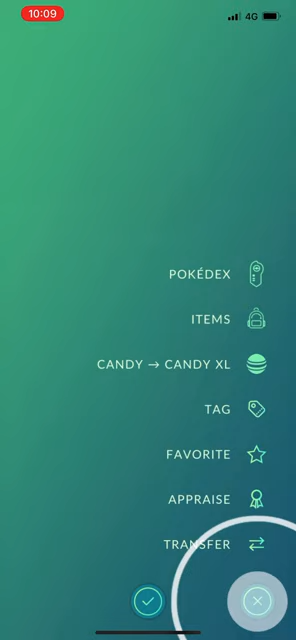 10:09
4G
POKÉDEX
ITEMS
CANDY → CANDY XL
TAG
FAVORITE
APPRAISE
TRANSFER